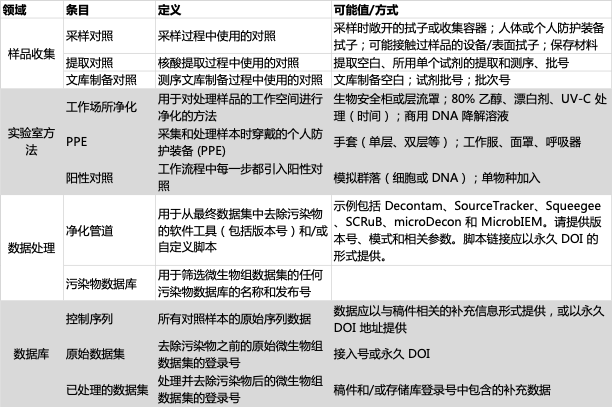 领域 条目 定义 可能值/方式
样品收集 采样对照 采样过程中使用的对照 采样时敞开的拭子或收集容器；人体或个人防护装备
拭子；可能接触过样品的设备/表面拭子；保存材料
提取对照 核酸提取过程中使用的对照 提取空白、所用单个试剂的提取和测序、批号
文库制备对照 测序文库制备过程中使用的对照 文库制备空白；试剂批号；批次号
实验室方法 工作场所净化 用于对处理样品的工作空间进行
净化的方法 生物安全柜或层流罩；80% 乙醇、漂白剂、UV-C 处
理（时间）；商用 DNA 降解溶液
PPE 采集和处理样本时穿戴的个人防
护装备 (PPE) 手套（单层、双层等）；工作服、面罩、呼吸器
阳性对照 工作流程中每一步都引入阳性对
照 模拟群落（细胞或 DNA）；单物种加入
数据处理 净化管道 用于从最终数据集中去除污染物
的软件工具（包括版本号）和/或
自定义脚本 示例包括 Decontam、SourceTracker、Squeegee
、SCRuB、microDecon 和 MicrobIEM。请提供版
本号、模式和相关参数。脚本链接应以永久 DOI 的
形式提供。
污染物数据库 用于筛选微生物组数据集的任何
污染物数据库的名称和发布号
数据库 控制序列 所有对照样本的原始序列数据 数据应以与稿件相关的补充信息形式提供，或以永久
DOI 地址提供
原始数据集 去除污染物之前的原始微生物组
数据集的登录号 接入号或永久 DOI
已处理的数据集 处理并去除污染物后的微生物组
数据集的登录号 稿件和/或存储库登录号中包含的补充数据